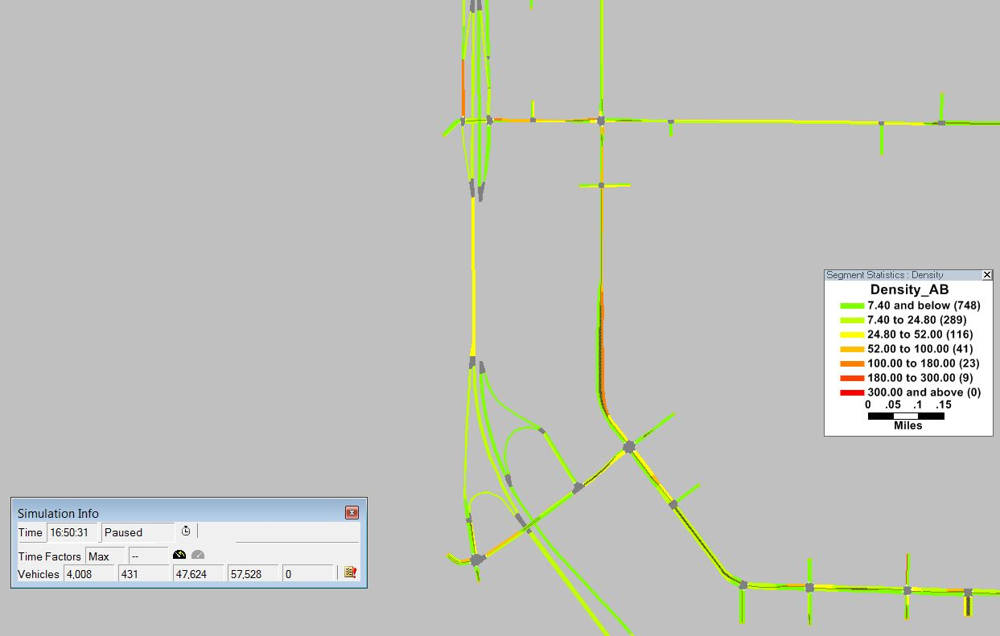 Segment Statistics : Density
Density_AB
7.40 and below (748)
7.40 to 24.80 (289)
24.80 to 52.00 (116)
52.00 to 100.00 (41)
100.00 to 180.00 (23)
180.00 to 300.00 (9)
300.00 and above (0)
0 .05 .1 .15
Miles
Simulation Info
Time 16:50:31 Paused
Time Factors Max --
Vehicles 4,008 431 47,624 57,528 0